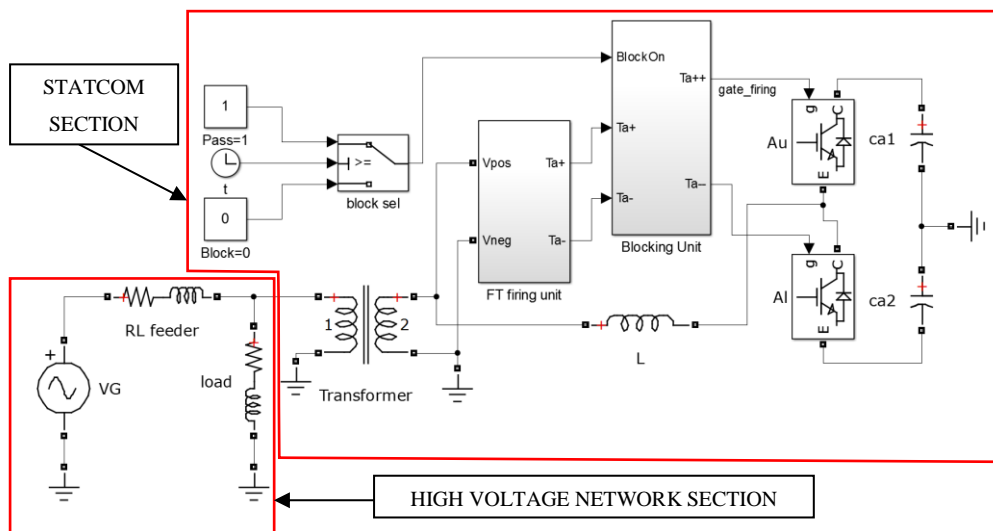 STATCOM
SECTION
1
Pass=1
t
0
Block=0
>=
block sel
Vpos
Vneg
Ta+
Ta-
FT firing unit
BlockOn
Ta+
Ta-
Ta++
Ta--
Blocking Unit
gate_firing
g
C
E
Au
ca1
g
C
E
Al
ca2
+
VG
RL feeder
load
1
2
Transformer
L
HIGH VOLTAGE NETWORK SECTION